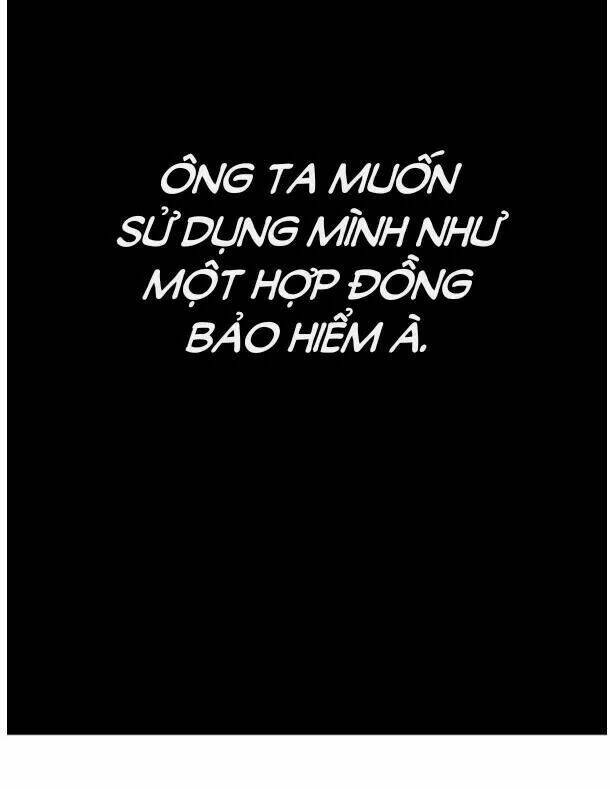 ÔNG TA MUỐN
SỬ DỤNG MÌNH NHƯ
MỘT HỢP ĐỒNG
BẢO HIỂM À.